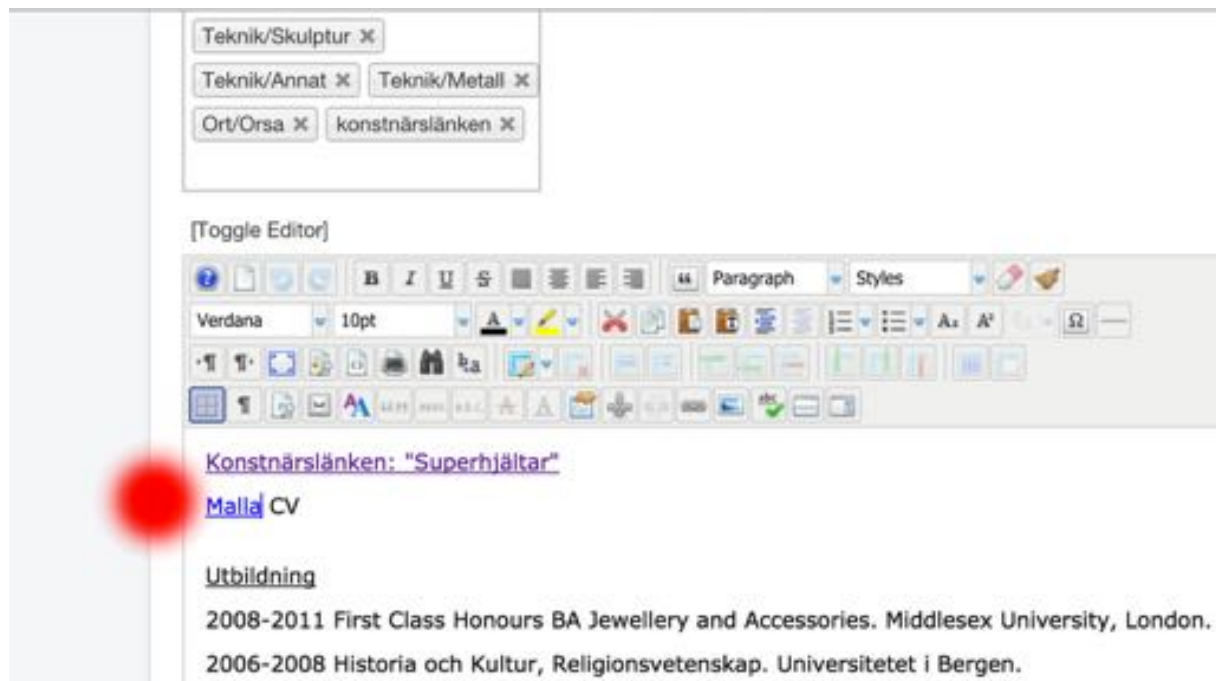 Teknik/Skulptur
Teknik/Annat Teknik/Metall
Ort/Orsa konstnärslänken
[Toggle Editor]
Paragraph Styles
Verdana 10pt
Konstnärslänken: "Superhjältar"
Malla CV
Utbildning
2008-2011 First Class Honours BA Jewellery and Accessories. Middlesex University, London.
2006-2008 Historia och Kultur, Religionsvetenskap. Universitetet i Bergen.